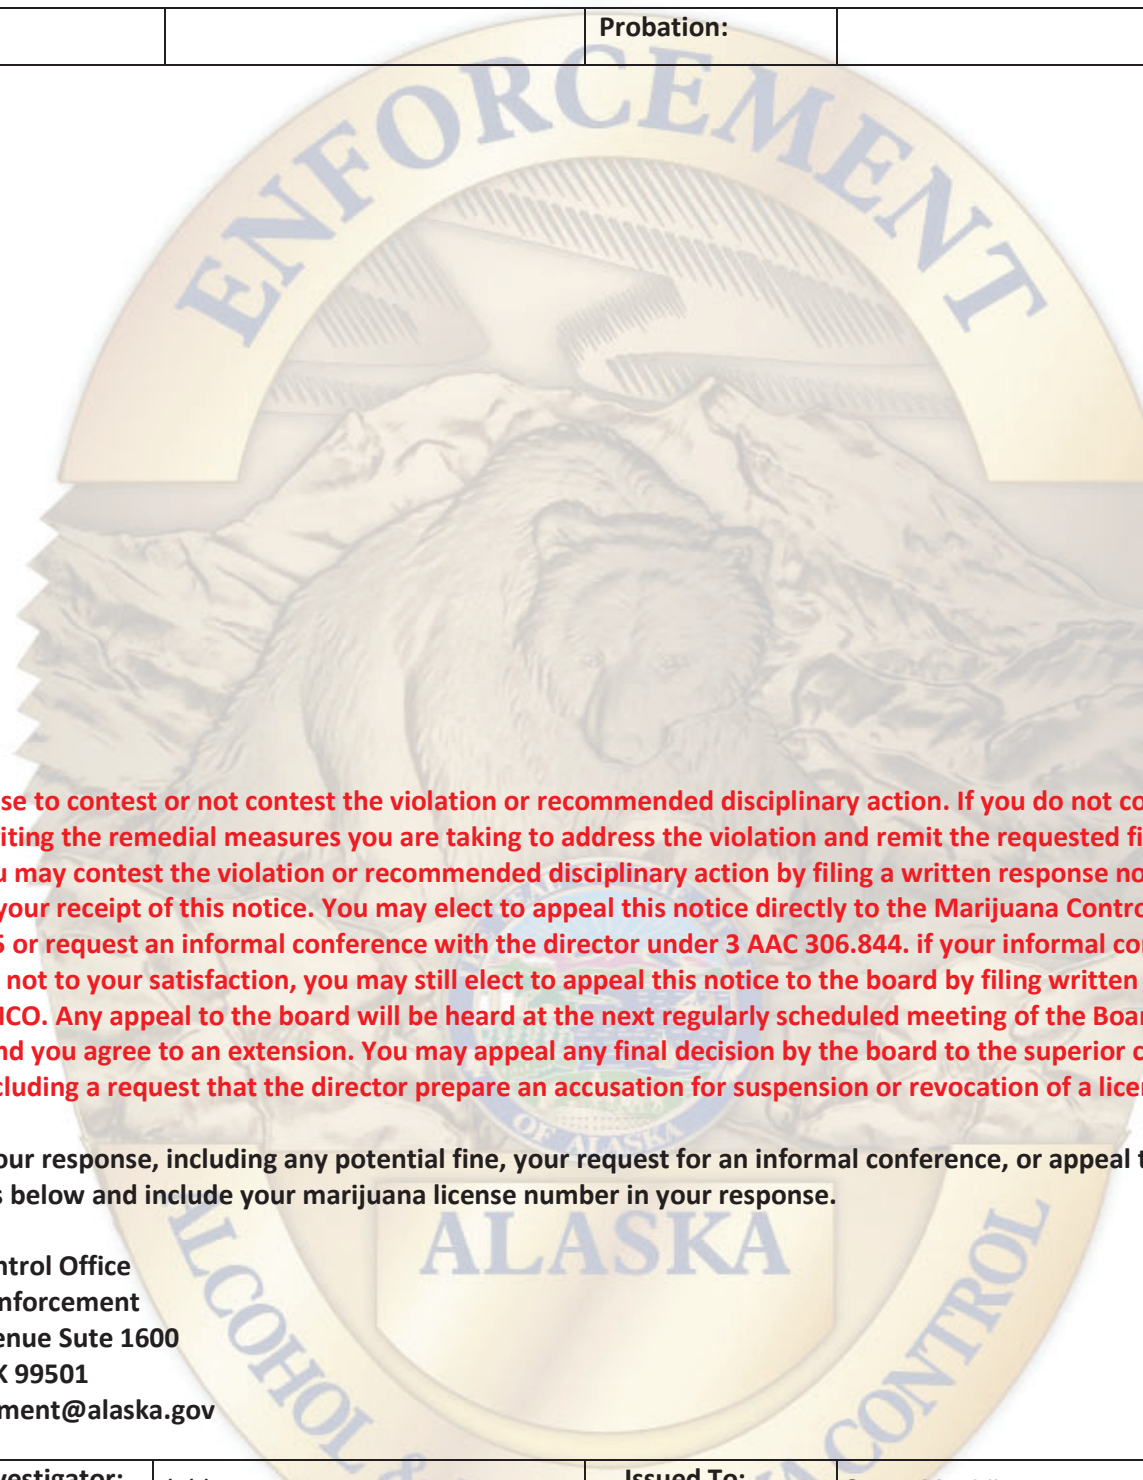 Probation:
ENFORCEMENT
se to contest or not contest the violation or recommended disciplinary action. If you do not co
iting the remedial measures you are taking to address the violation and remit the requested fi
u may contest the violation or recommended disciplinary action by filing a written response no
your receipt of this notice. You may elect to appeal this notice directly to the Marijuana Contro
or request an informal conference with the director under 3 AAC 306.844. if your informal co
not to your satisfaction, you may still elect to appeal this notice to the board by filing written
ICO. Any appeal to the board will be heard at the next regularly scheduled meeting of the Boar
nd you agree to an extension. You may appeal any final decision by the board to the superior c
cluding a request that the director prepare an accusation for suspension or revocation of a lice
OF ALASKA
our response, including any potential fine, your request for an informal conference, or appeal t
s below and include your marijuana license number in your response.
ALASKA
ntrol Office
nforcement
enue Sute 1600
K 99501
ment@alaska.gov
ALCOHOL &
CONTROL
vestigator:
Issued To: